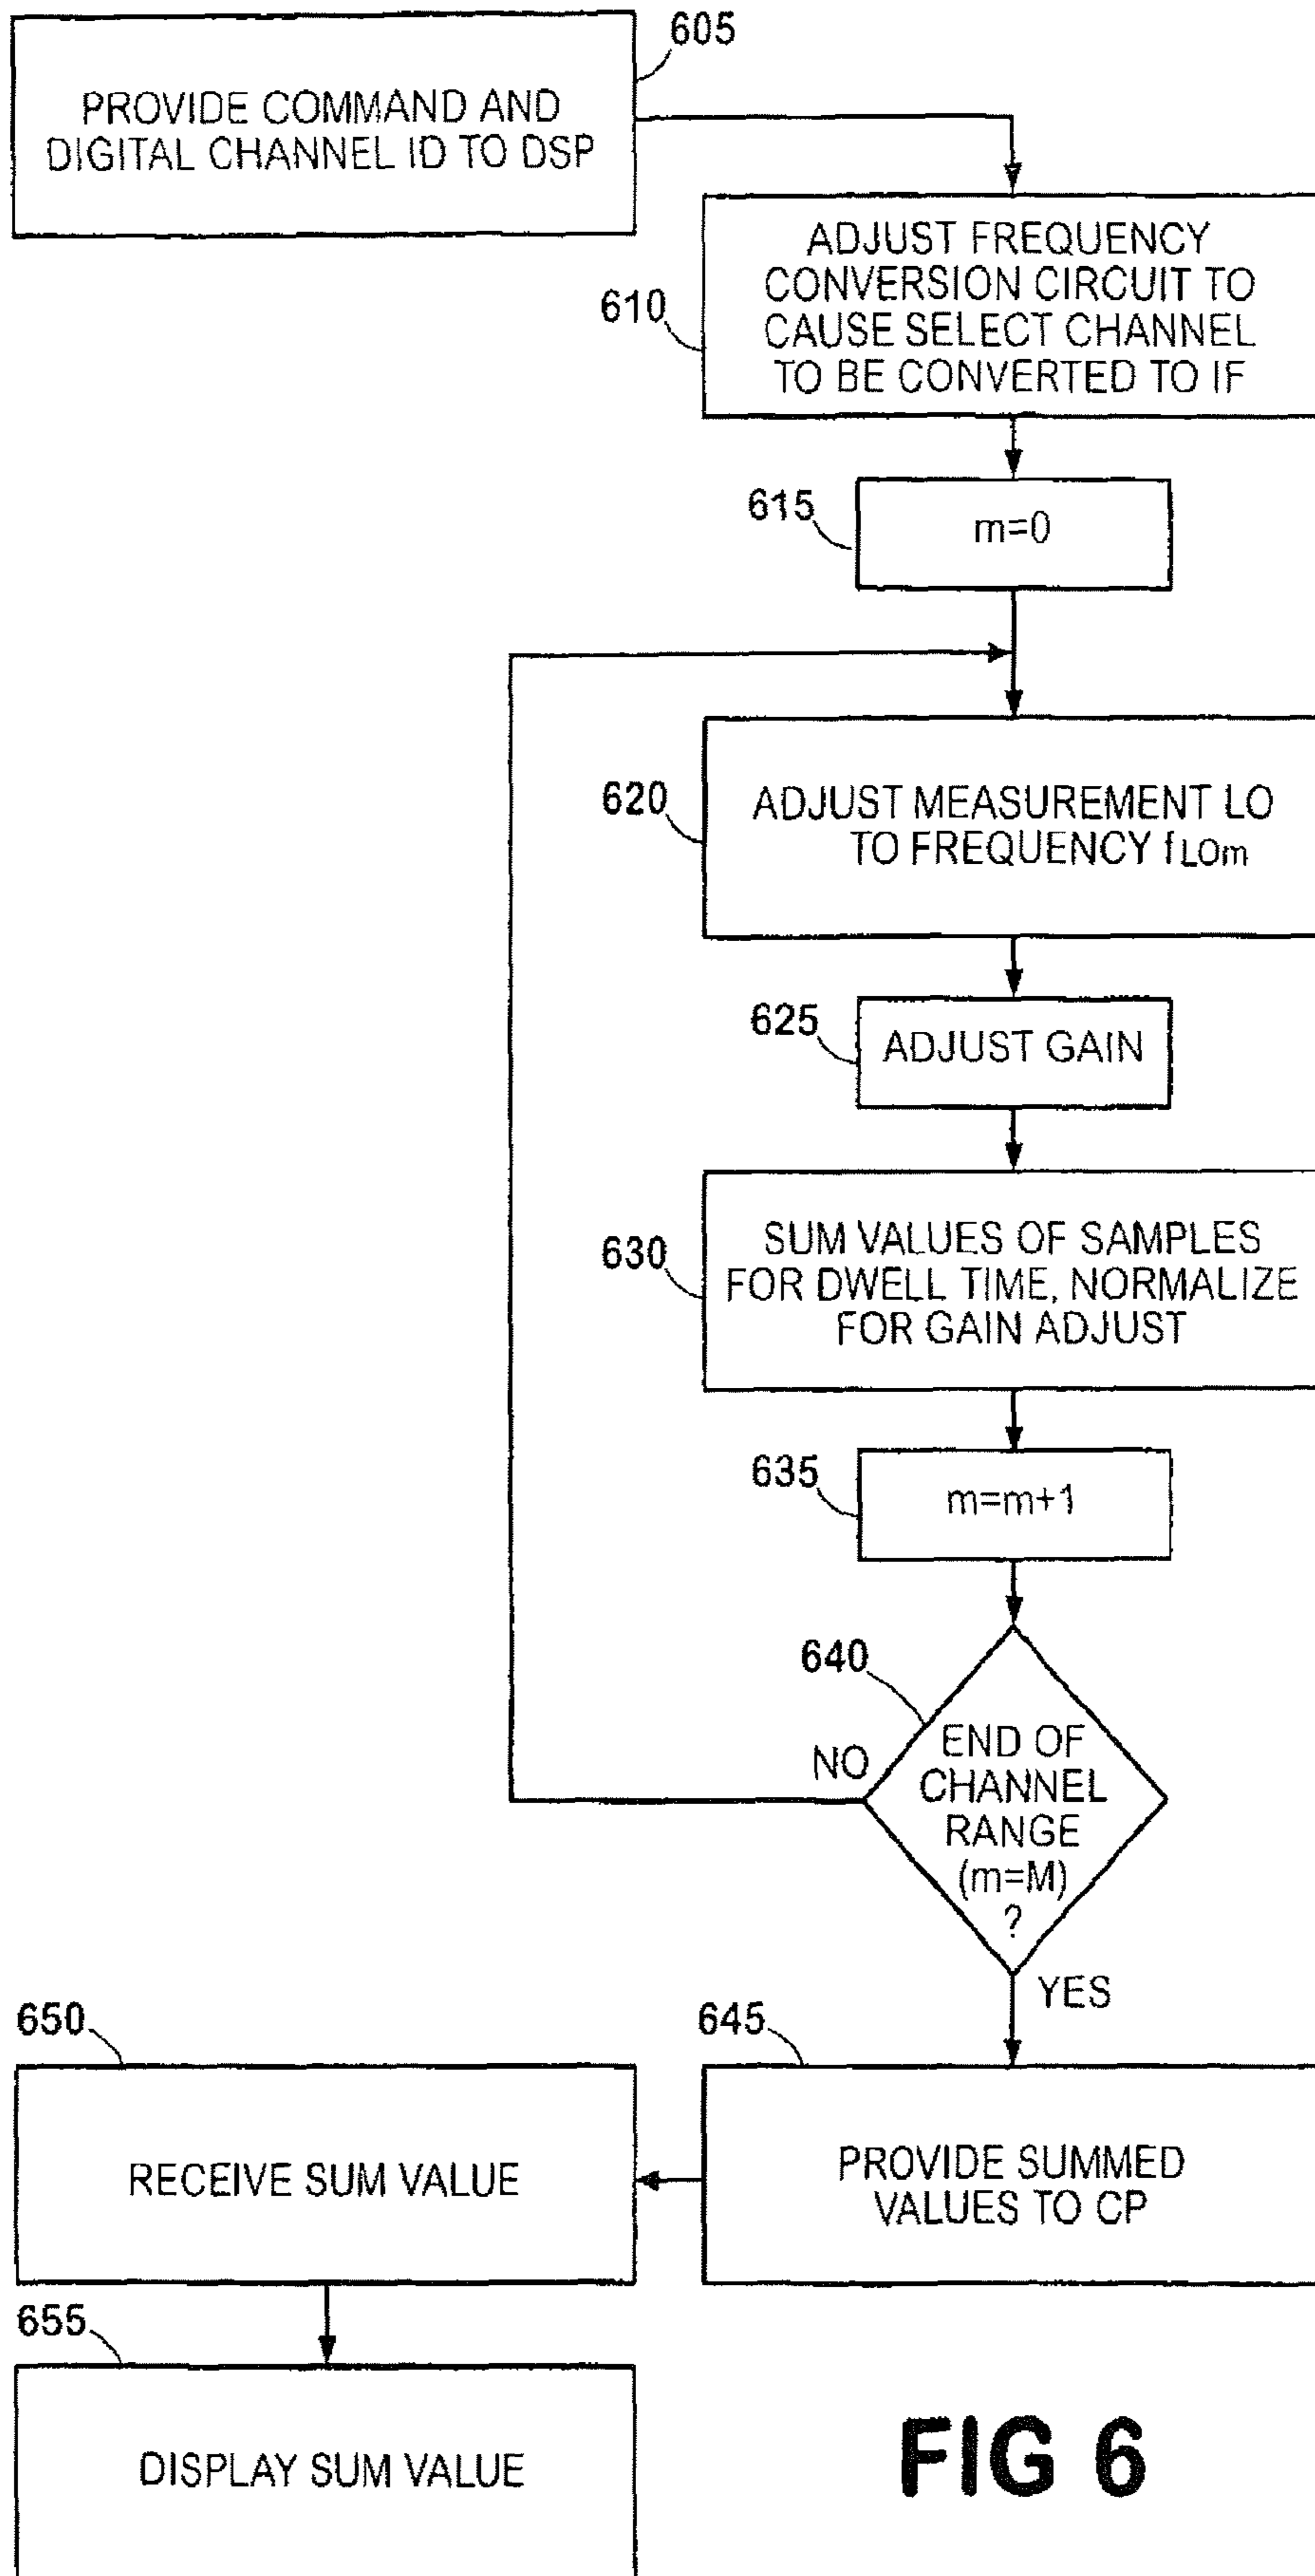 605
PROVIDE COMMAND AND
DIGITAL CHANNEL ID TO DSP
610
ADJUST FREQUENCY
CONVERSION CIRCUIT TO
CAUSE SELECT CHANNEL
TO BE CONVERTED TO IF
615
m=0
620
ADJUST MEASUREMENT LO
TO FREQUENCY fLOm
625
ADJUST GAIN
630
SUM VALUES OF SAMPLES
FOR DWELL TIME, NORMALIZE
FOR GAIN ADJUST
635
m=m+1
640
END OF
CHANNEL
RANGE
(m=M)
?
NO
YES
645
PROVIDE SUMMED
VALUES TO CP
650
RECEIVE SUM VALUE
655
DISPLAY SUM VALUE
FIG 6